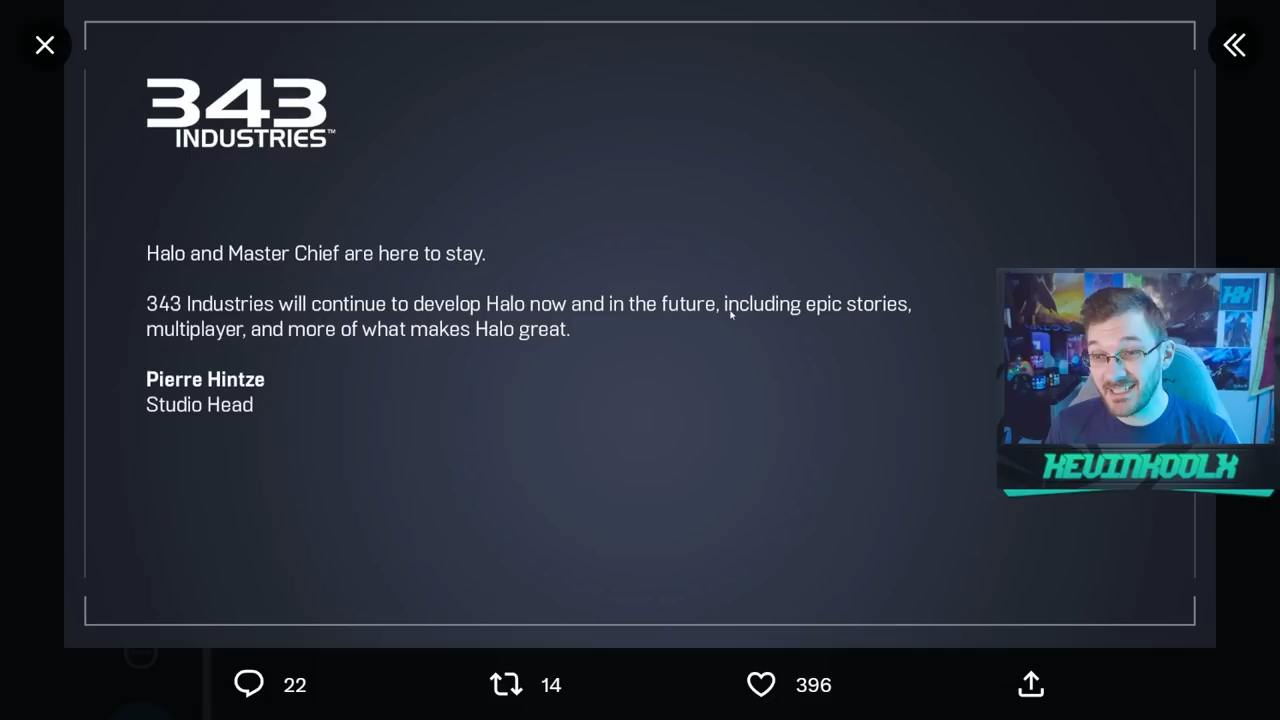 343
INDUSTRIES™
Halo and Master Chief are here to stay.
343 Industries will continue to develop Halo now and in the future, including epic stories,
multiplayer, and more of what makes Halo great.
Pierre Hintze
Studio Head
KEVINKOOLX
22
14
396